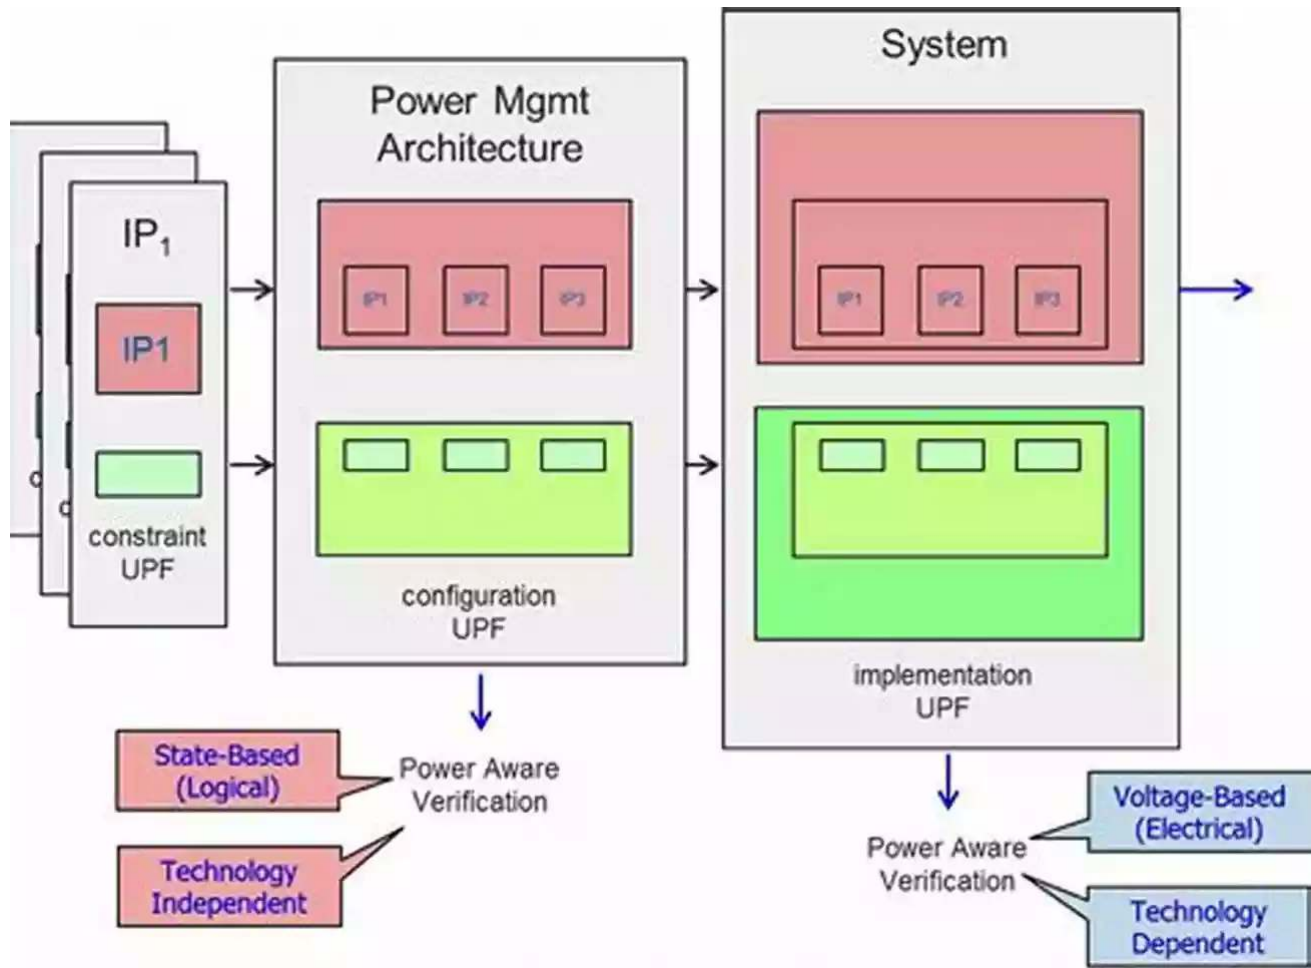 System
Power Mgmt
Architecture
IP₁
IP1
IP1
IP2
IP3
IP1
IP2
IP3
constraint
UPF
configuration
UPF
implementation
UPF
State-Based
(Logical)
Power Aware
Verification
Technology
Independent
Voltage-Based
(Electrical)
Power Aware
Verification
Technology
Dependent